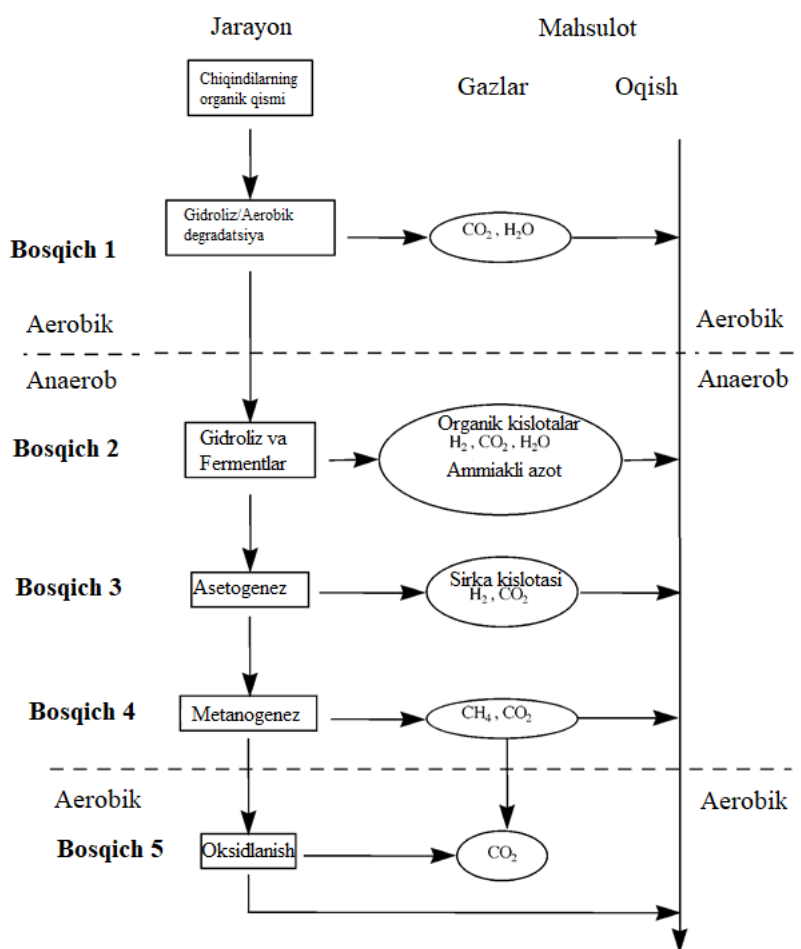 Jarayon
Mahsulot
Gazlar
Oqish
Chiqindilarning
organik qismi
Gidroliz/Aerobik
degradatsiya
CO₂ , H₂O
Bosqich 1
Aerobik
Aerobik
Anaerob
Anaerob
Bosqich 2
Gidroliz va
Fermentlar
Organik kislotalar
H₂ , CO₂ , H₂O
Ammiakli azot
Bosqich 3
Asetogenez
Sirka kislotasi
H₂ , CO₂
Bosqich 4
Metanogenez
CH₄ , CO₂
Aerobik
Aerobik
Bosqich 5
Oksidlanish
CO₂